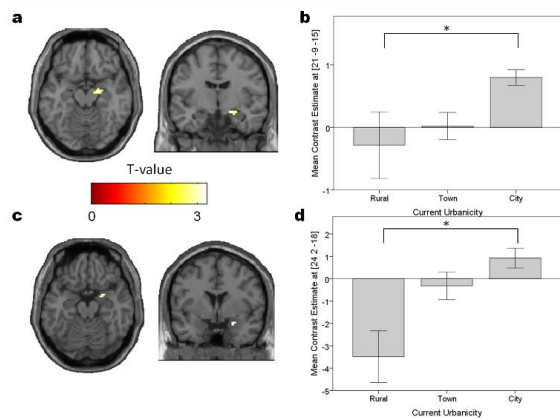 a
T-value
0 3
c
b
*
Mean Contrast Estimate at [21 -9 -15]
1
0
-1
Rural Town City
Current Urbanicity
d
*
Mean Contrast Estimate at [24 2 -18]
2
1
0
-1
-2
-3
-4
-5
Rural Town City
Current Urbanicity